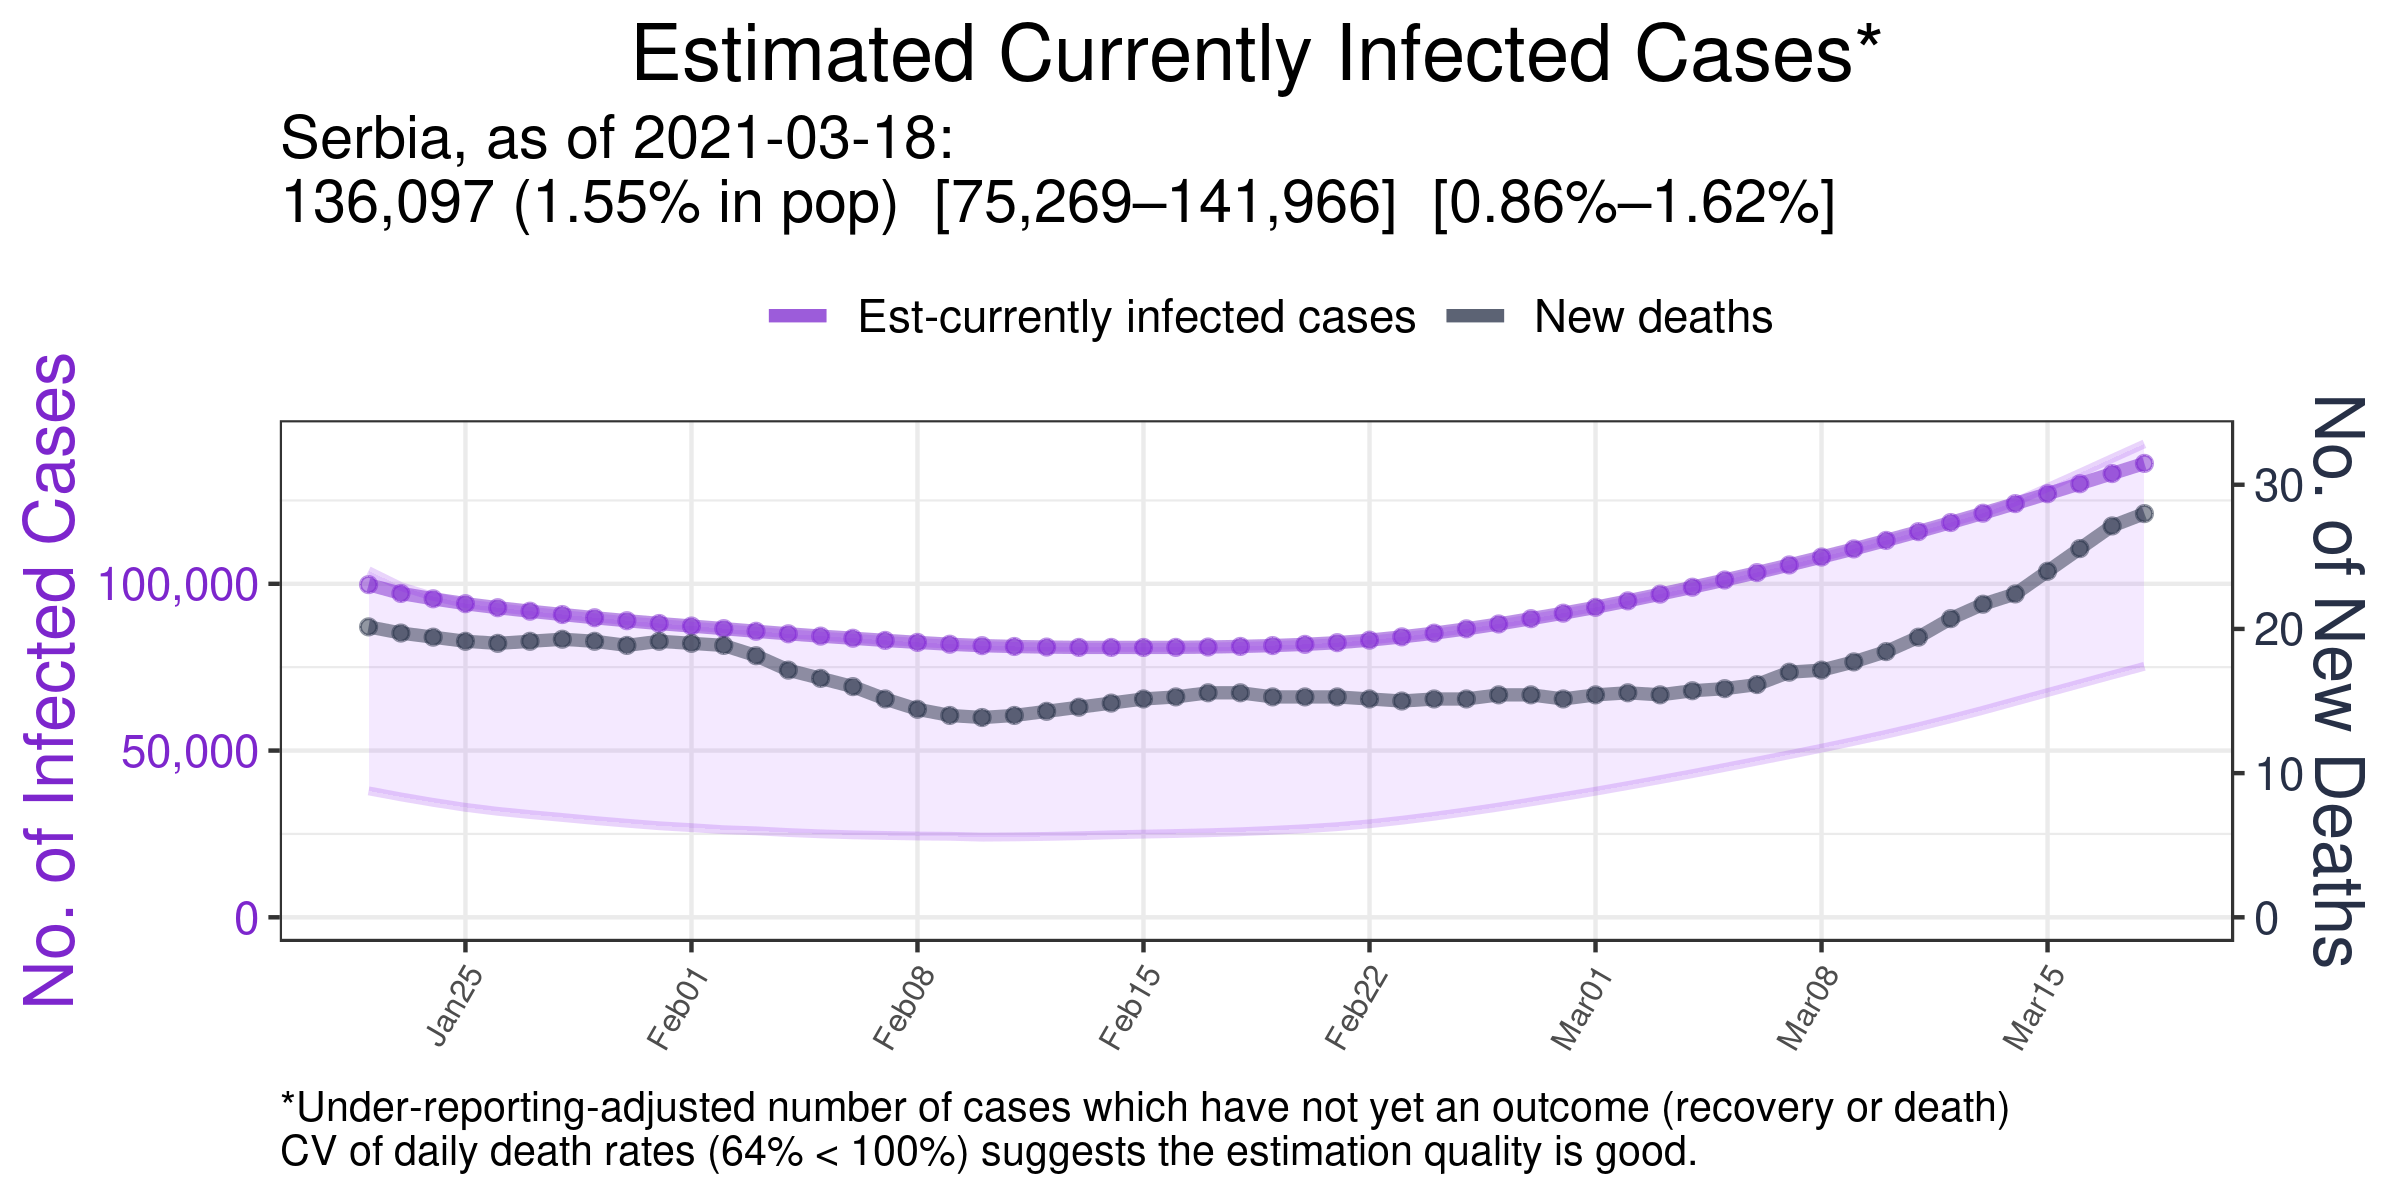 Estimated Currently Infected Cases*
Serbia, as of 2021-03-18:
136,097 (1.55% in pop) [75,269–141,966] [0.86%–1.62%]
Est-currently infected cases
New deaths
No. of Infected Cases
100,000
50,000
0
30
20
10
0
No. of New Deaths
Jan25
Feb01
Feb08
Feb15
Feb22
Mar01
Mar08
Mar15
*Under-reporting-adjusted number of cases which have not yet an outcome (recovery or death)
CV of daily death rates (64% < 100%) suggests the estimation quality is good.